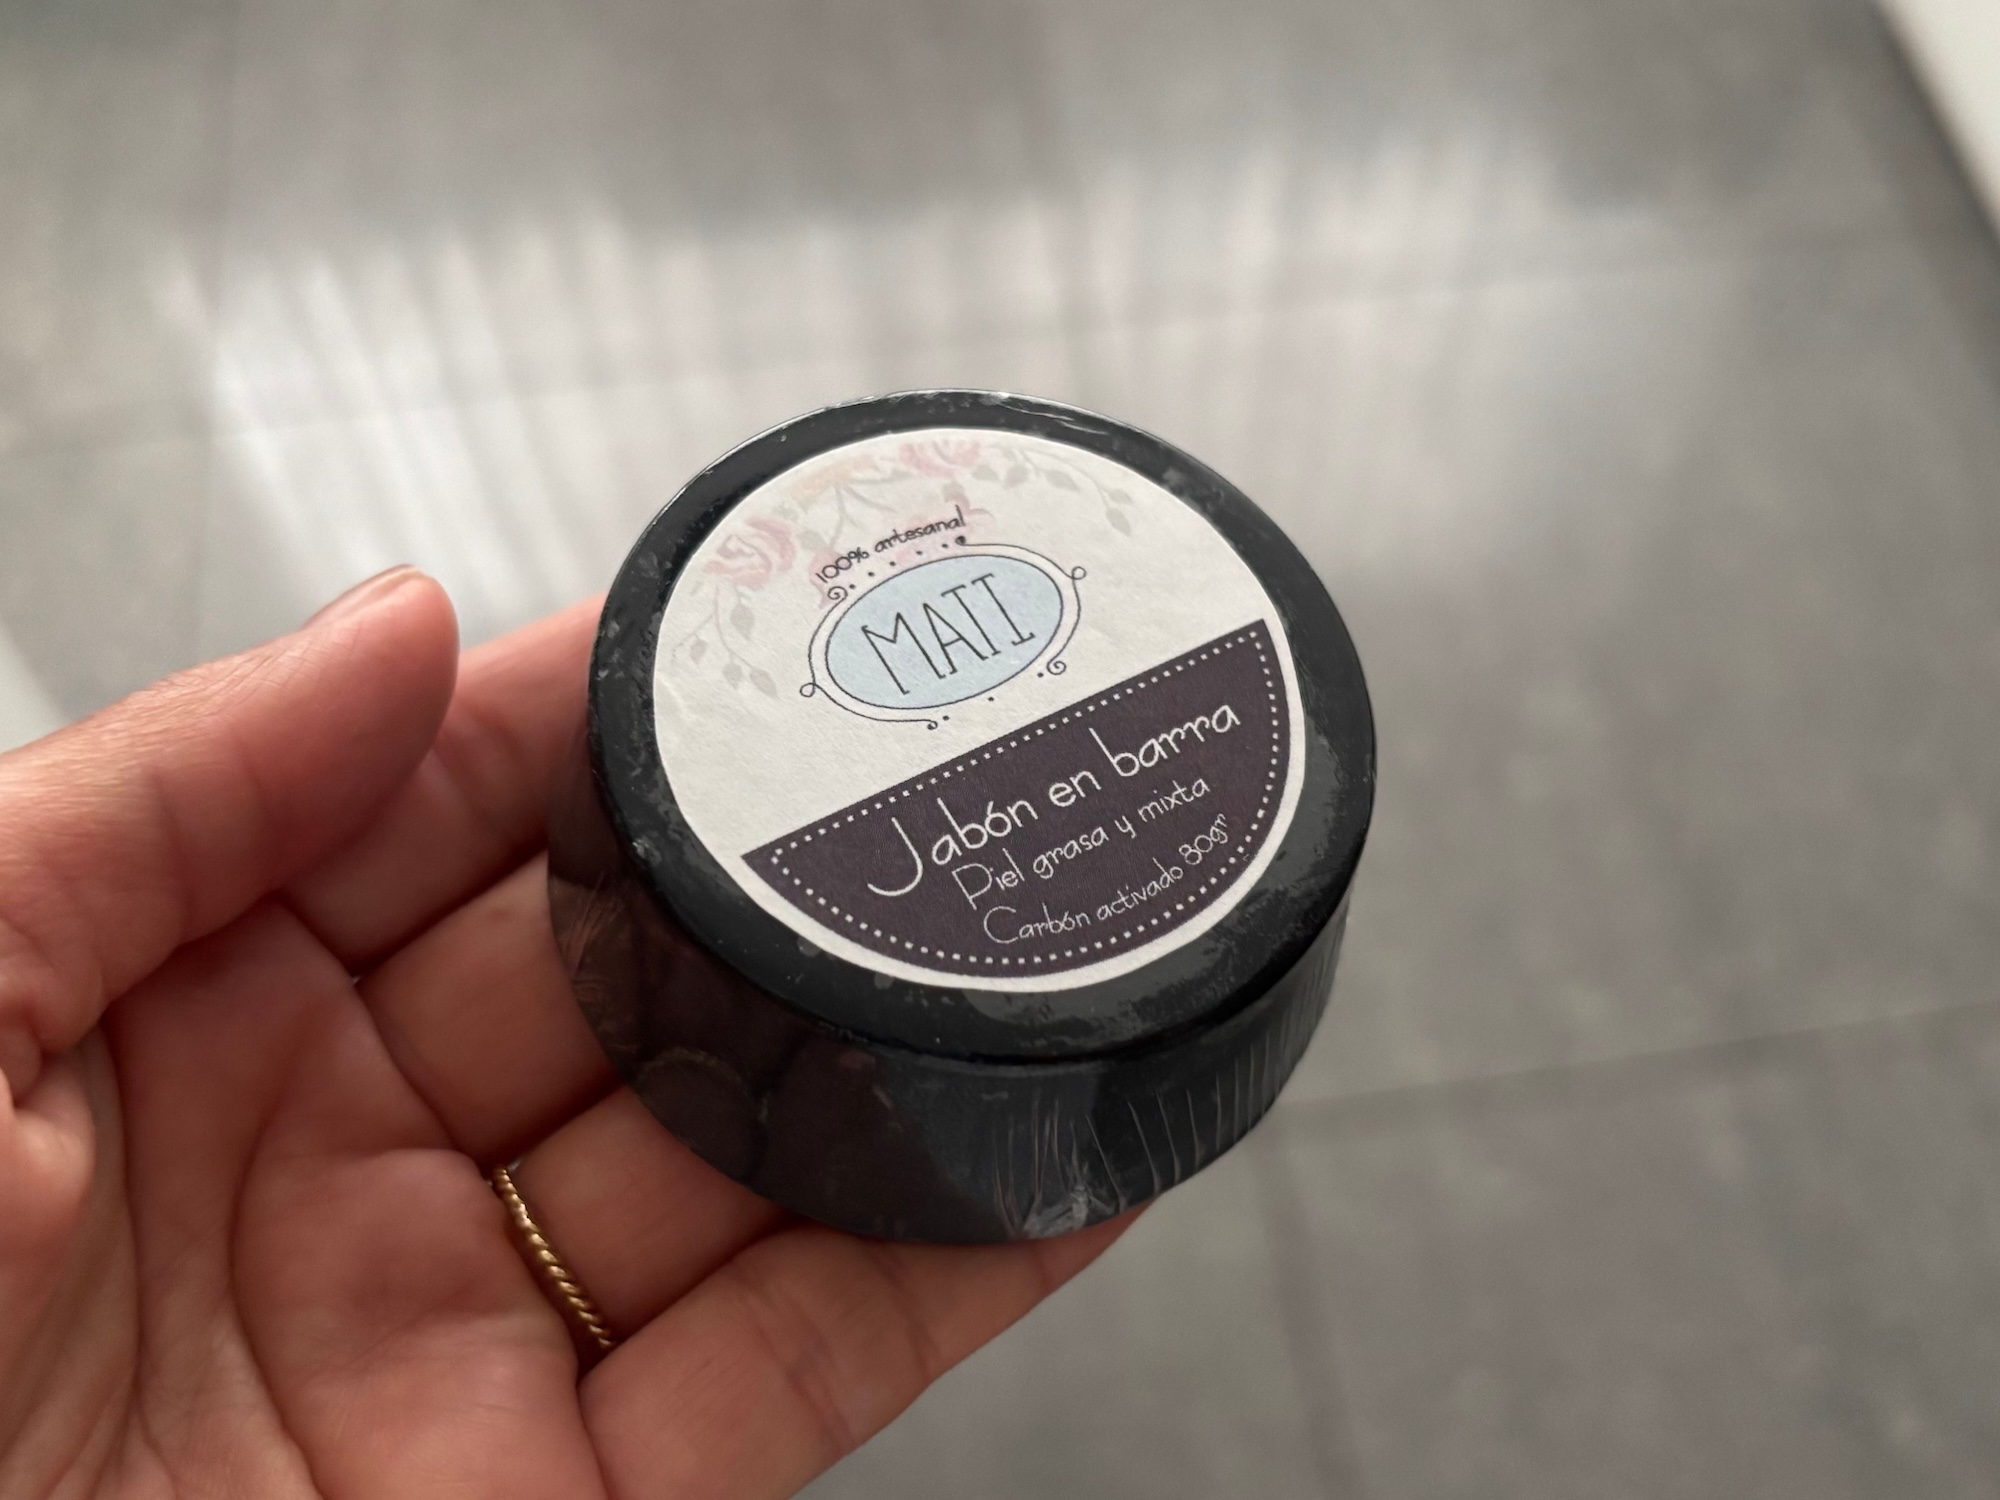 100% artesanal
MATI
Jabón en barra
Piel grasa y mixta
Carbón activado 80gr